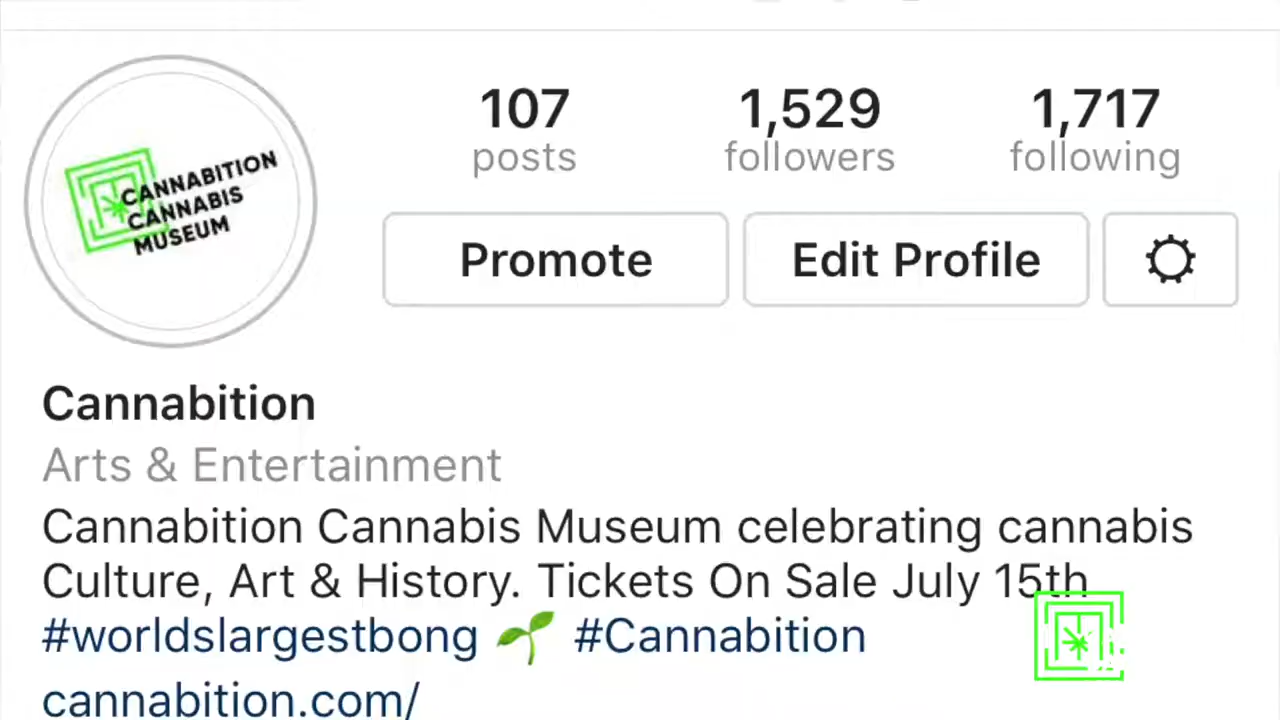 107 1,529 1,717
posts followers following
CANNABITION
CANNABIS
MUSEUM
Promote Edit Profile
Cannabition
Arts & Entertainment
Cannabition Cannabis Museum celebrating cannabis
Culture, Art & History. Tickets On Sale July 15th
#worldslargestbong 🌱 #Cannabition
cannabition.com/